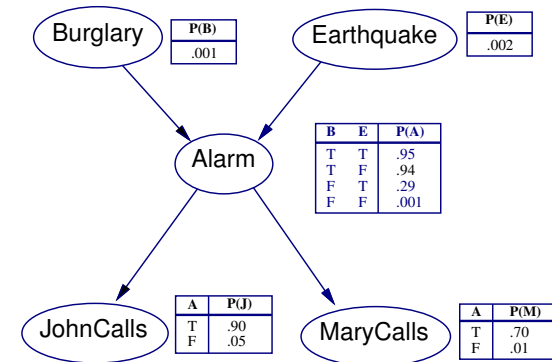 Burglary
P(B)
.001
Earthquake
P(E)
.002
Alarm
B E P(A)
T T .95
T F .94
F T .29
F F .001
JohnCalls
A P(J)
T .90
F .05
MaryCalls
A P(M)
T .70
F .01